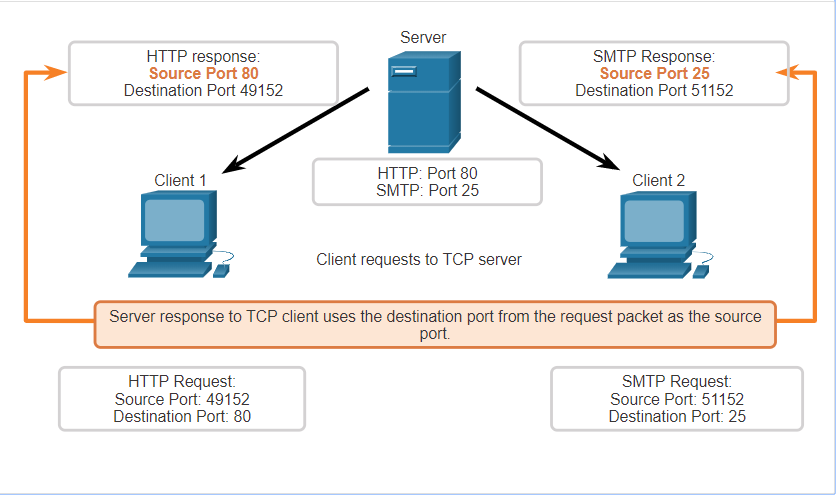 Server
HTTP response:
Source Port 80
Destination Port 49152
SMTP Response:
Source Port 25
Destination Port 51152
HTTP: Port 80
SMTP: Port 25
Client 1
Client 2
Client requests to TCP server
Server response to TCP client uses the destination port from the request packet as the source
port.
HTTP Request:
Source Port: 49152
Destination Port: 80
SMTP Request:
Source Port: 51152
Destination Port: 25